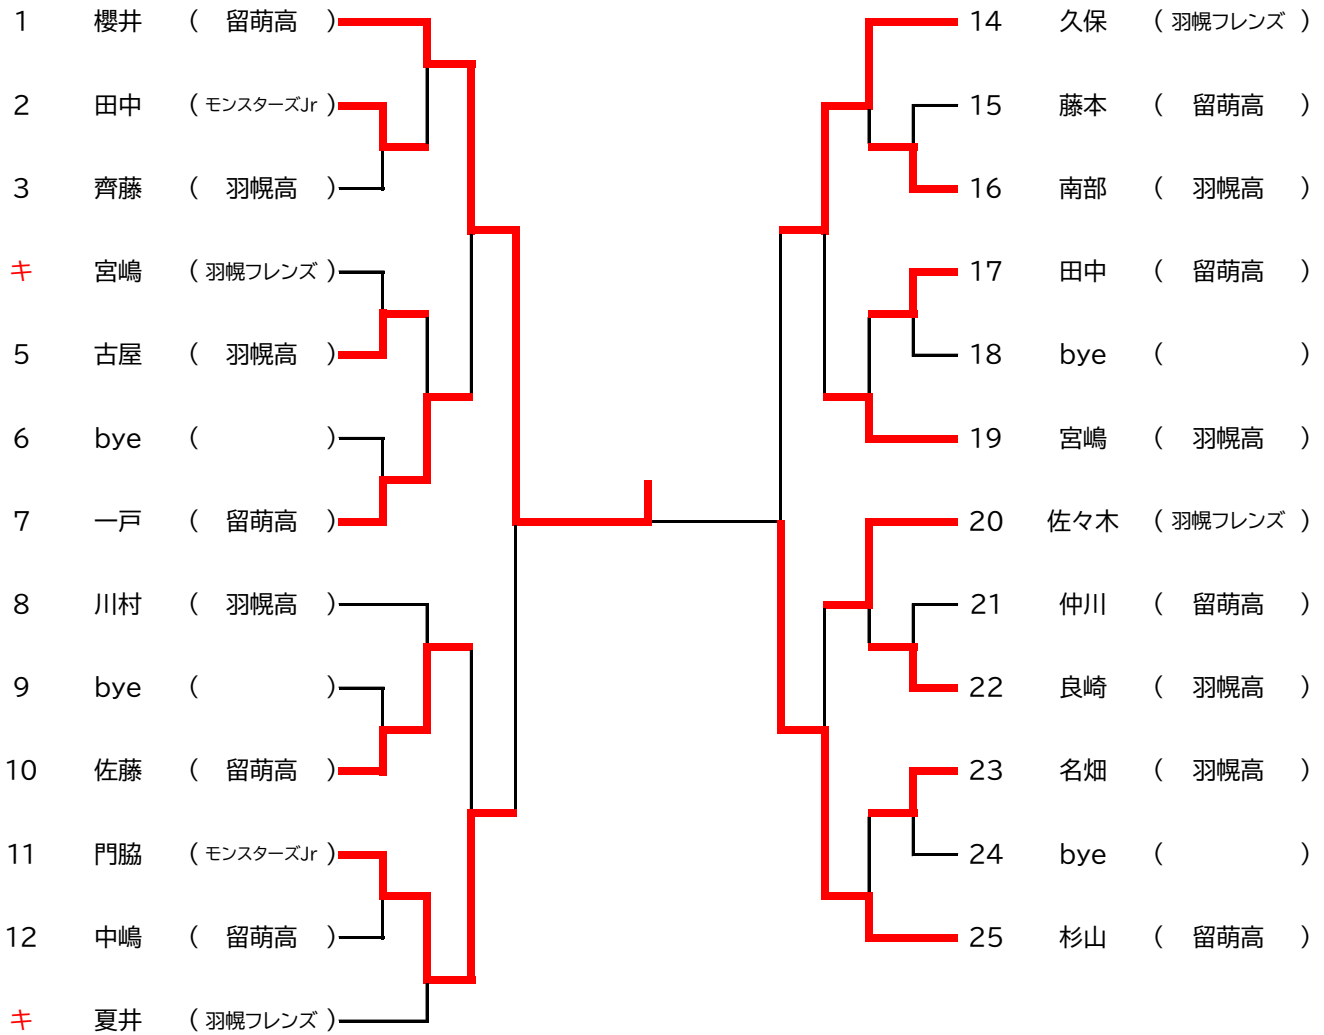 1 櫻井 ( 留萌高 )
2 田中 ( モンスターズJr )
3 齊藤 ( 羽幌高 )
キ 宮嶋 ( 羽幌フレンズ )
5 古屋 ( 羽幌高 )
6 bye ( )
7 一戸 ( 留萌高 )
8 川村 ( 羽幌高 )
9 bye ( )
10 佐藤 ( 留萌高 )
11 門脇 ( モンスターズJr )
12 中嶋 ( 留萌高 )
キ 夏井 ( 羽幌フレンズ )
14 久保 ( 羽幌フレンズ )
15 藤本 ( 留萌高 )
16 南部 ( 羽幌高 )
17 田中 ( 留萌高 )
18 bye ( )
19 宮嶋 ( 羽幌高 )
20 佐々木 ( 羽幌フレンズ )
21 仲川 ( 留萌高 )
22 良崎 ( 羽幌高 )
23 名畑 ( 羽幌高 )
24 bye ( )
25 杉山 ( 留萌高 )